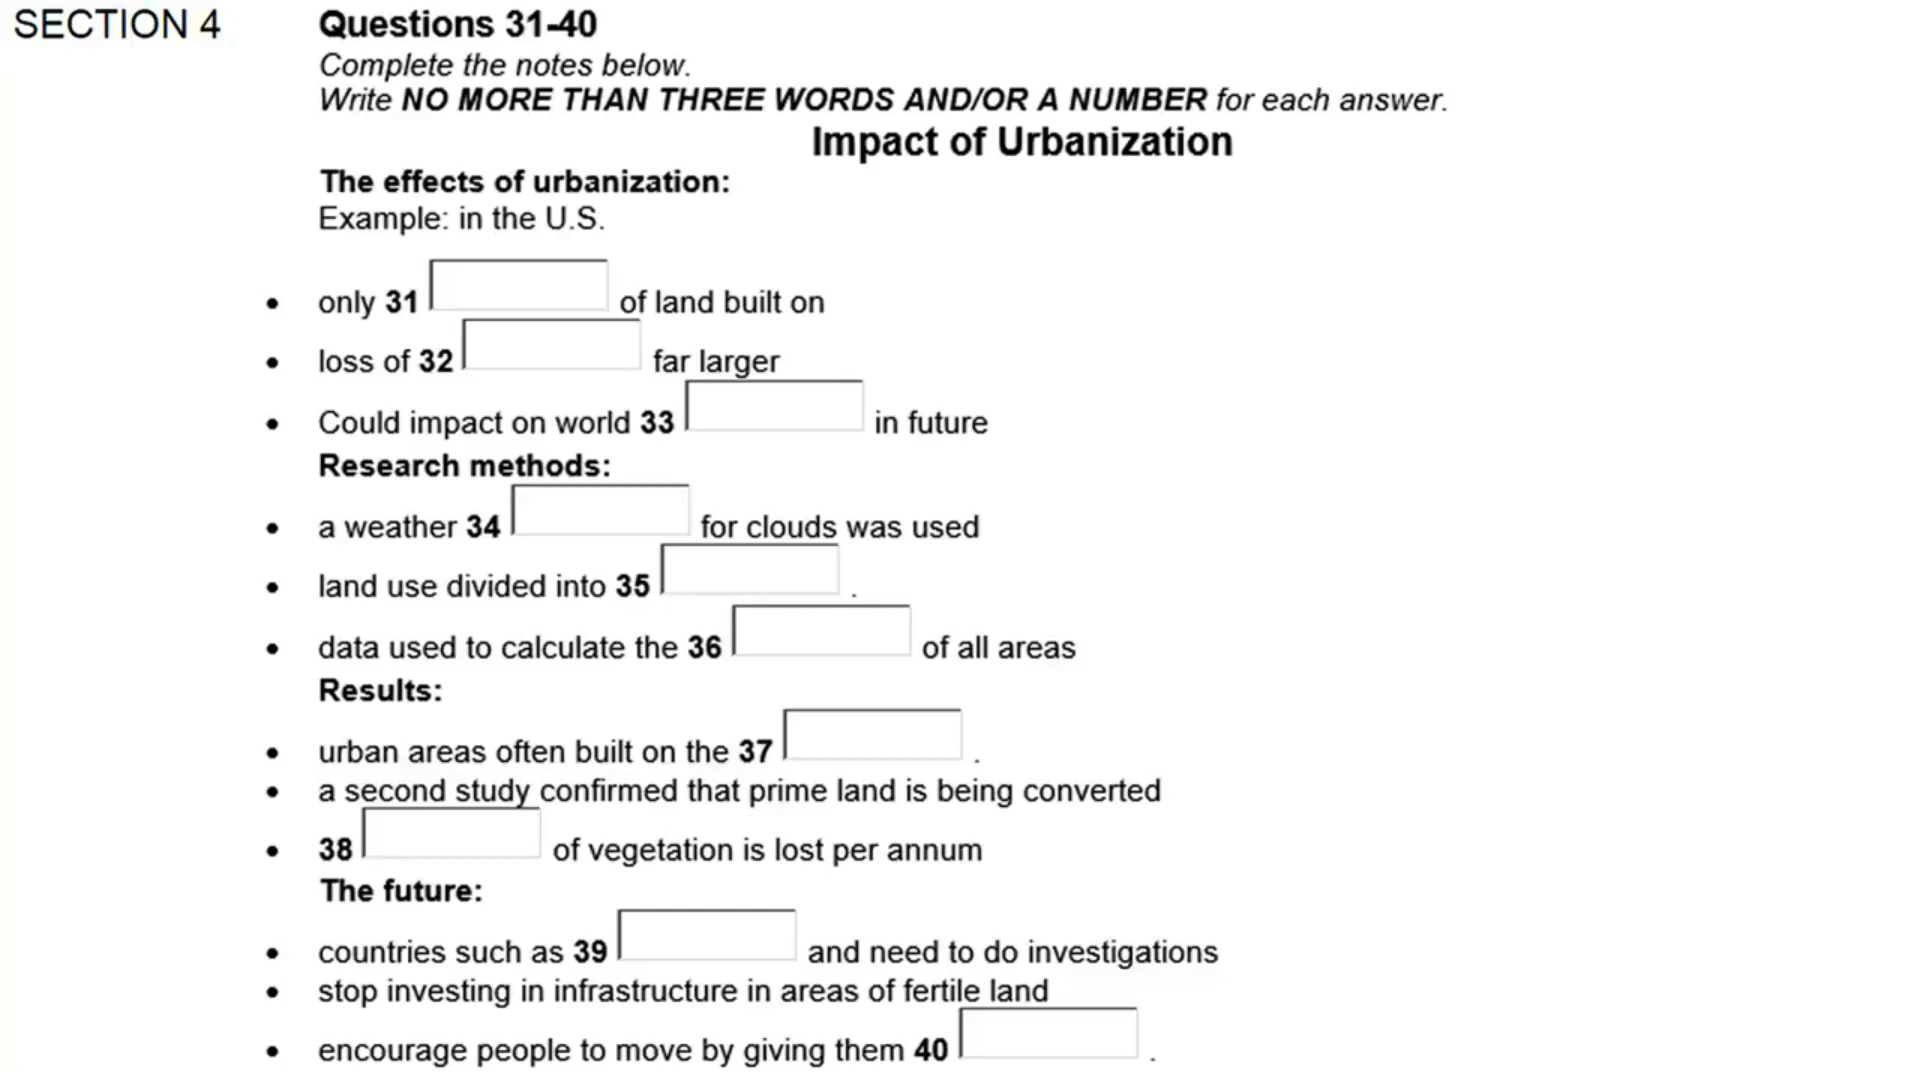 SECTION 4
Questions 31-40
Complete the notes below.
Write NO MORE THAN THREE WORDS AND/OR A NUMBER for each answer.
Impact of Urbanization
The effects of urbanization:
Example: in the U.S.
• only 31 of land built on
• loss of 32 far larger
• Could impact on world 33 in future
Research methods:
• a weather 34 for clouds was used
• land use divided into 35 .
• data used to calculate the 36 of all areas
Results:
• urban areas often built on the 37 .
• a second study confirmed that prime land is being converted
• 38 of vegetation is lost per annum
The future:
• countries such as 39 and need to do investigations
• stop investing in infrastructure in areas of fertile land
• encourage people to move by giving them 40 .